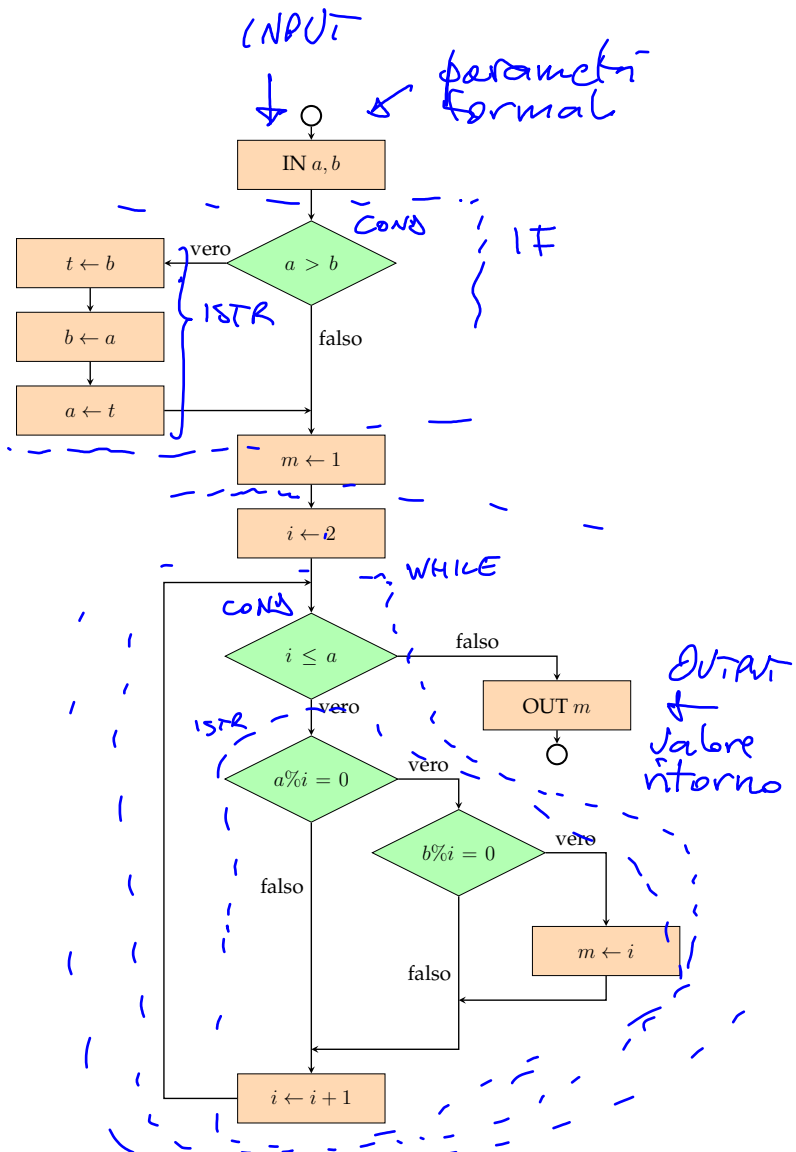 INPUT
parametri
formali
IN a, b
COND
IF
vero
a > b
t ← b
ISTR
b ← a
falso
a ← t
m ← 1
i ← 2
WHILE
COND
i ≤ a
falso
OUTPUT
OUT m
valore
ritorno
vero
ISTR
a%i = 0
vero
b%i = 0
vero
falso
m ← i
falso
i ← i + 1